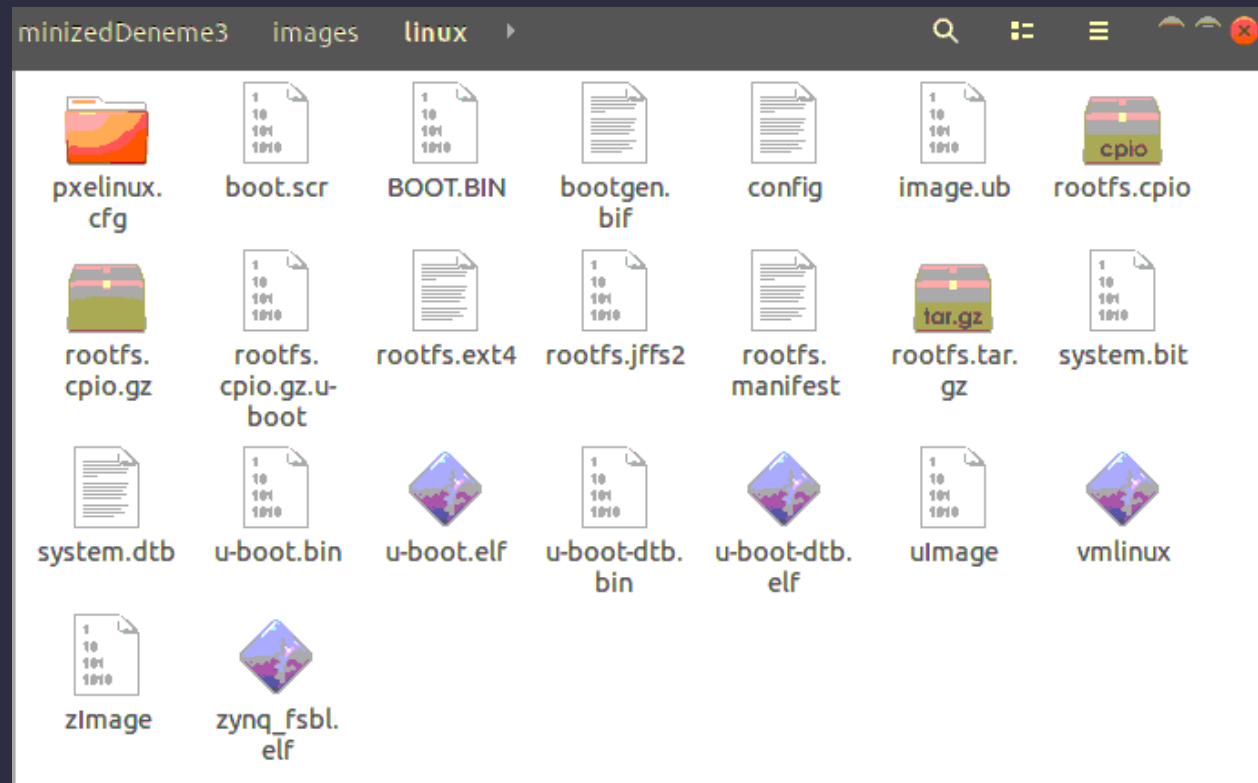 minizedDeneme3 images linux
pxelinux.
cfg
boot.scr
BOOT.BIN
bootgen.
bif
config
image.ub
cpio
rootfs.cpio
rootfs.
cpio.gz
rootfs.
cpio.gz.u-
boot
rootfs.ext4
rootfs.jffs2
rootfs.
manifest
tar.gz
rootfs.tar.
gz
system.bit
system.dtb
u-boot.bin
u-boot.elf
u-boot-dtb.
bin
u-boot-dtb.
elf
uImage
vmlinux
zImage
zynq_fsbl.
elf